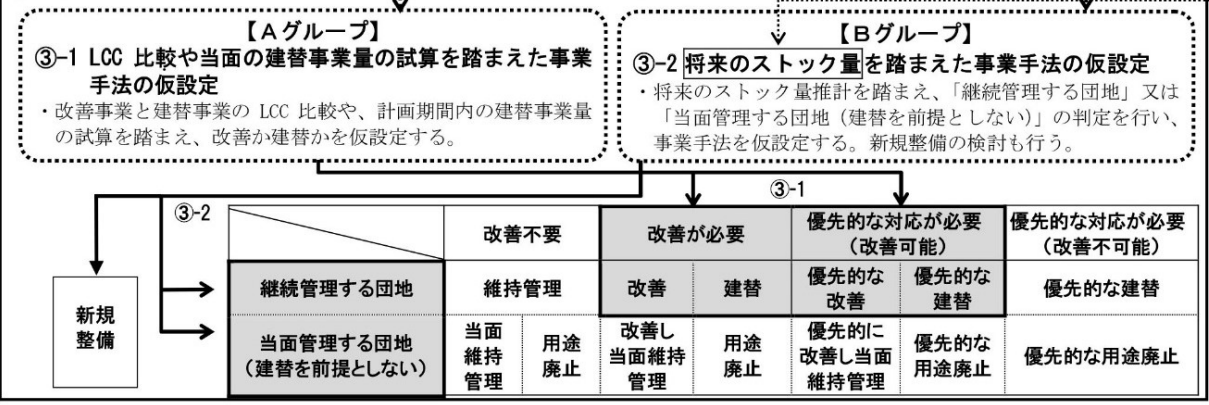 【Aグループ】
③-1 LCC 比較や当面の建替事業量の試算を踏まえた事業
手法の仮設定
・改善事業と建替事業の LCC 比較や、計画期間内の建替事業量
の試算を踏まえ、改善か建替かを仮設定する。
【Bグループ】
③-2 将来のストック量を踏まえた事業手法の仮設定
・将来のストック量推計を踏まえ、「継続管理する団地」又は
「当面管理する団地（建替を前提としない）」の判定を行い、
事業手法を仮設定する。新規整備の検討も行う。
③-1
③-2
新規
整備
改善不要
改善が必要
優先的な対応が必要
（改善可能）
優先的な対応が必要
（改善不可能）
継続管理する団地
維持管理
改善
建替
優先的な
改善
優先的な
建替
優先的な建替
当面管理する団地
（建替を前提としない）
当面
維持
管理
用途
廃止
改善し
当面維持
管理
用途
廃止
優先的に
改善し当面
維持管理
優先的な
用途廃止
優先的な用途廃止